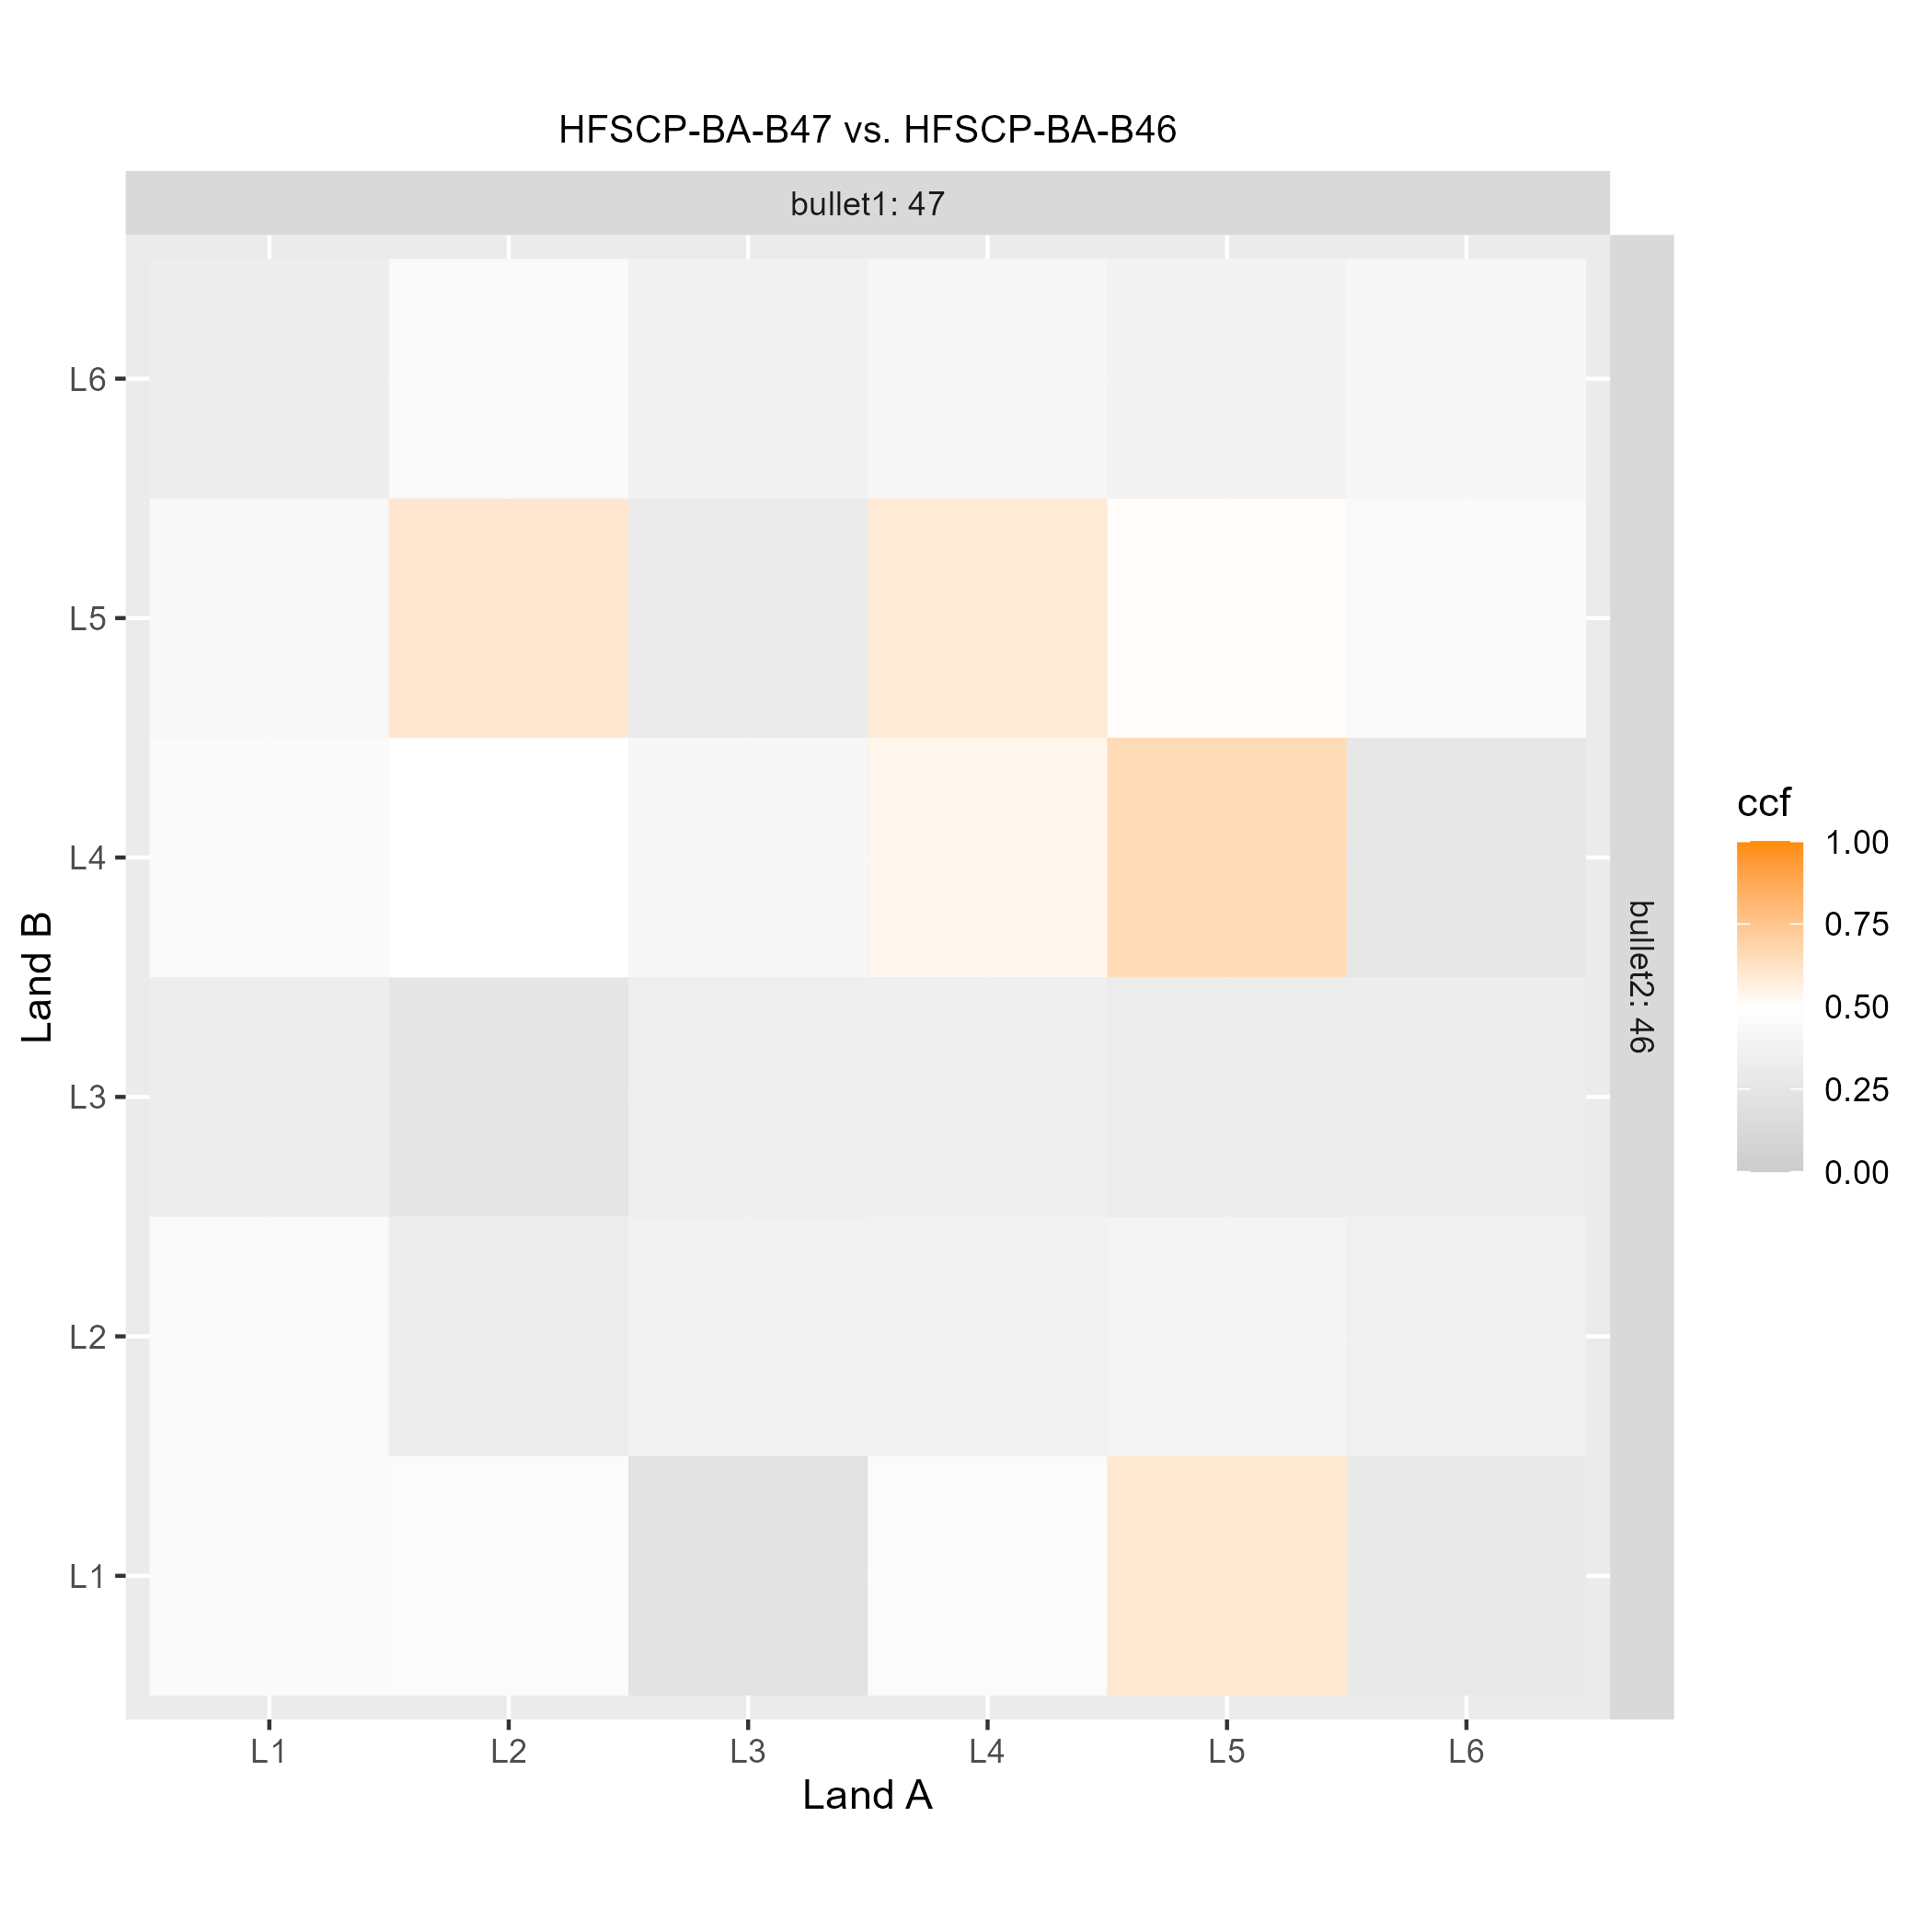 HFSCP-BA-B47 vs. HFSCP-BA-B46
bullet1: 47
L6
L5
L4
L3
L2
L1
Land B
L1 L2 L3 L4 L5 L6
Land A
bullet2: 46
ccf
1.00
0.75
0.50
0.25
0.00